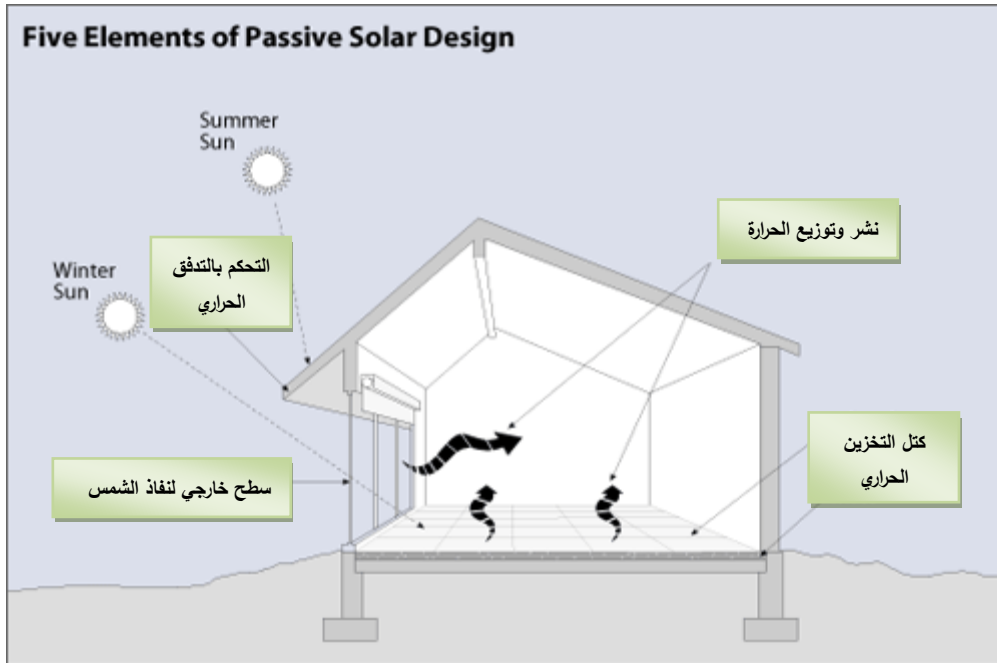 Five Elements of Passive Solar Design
Summer
Sun
نشر وتوزيع الحرارة
التحكم بالتدفق
الحراري
Winter
Sun
كتل التخزين
الحراري
سطح خارجي لنفاذ الشمس